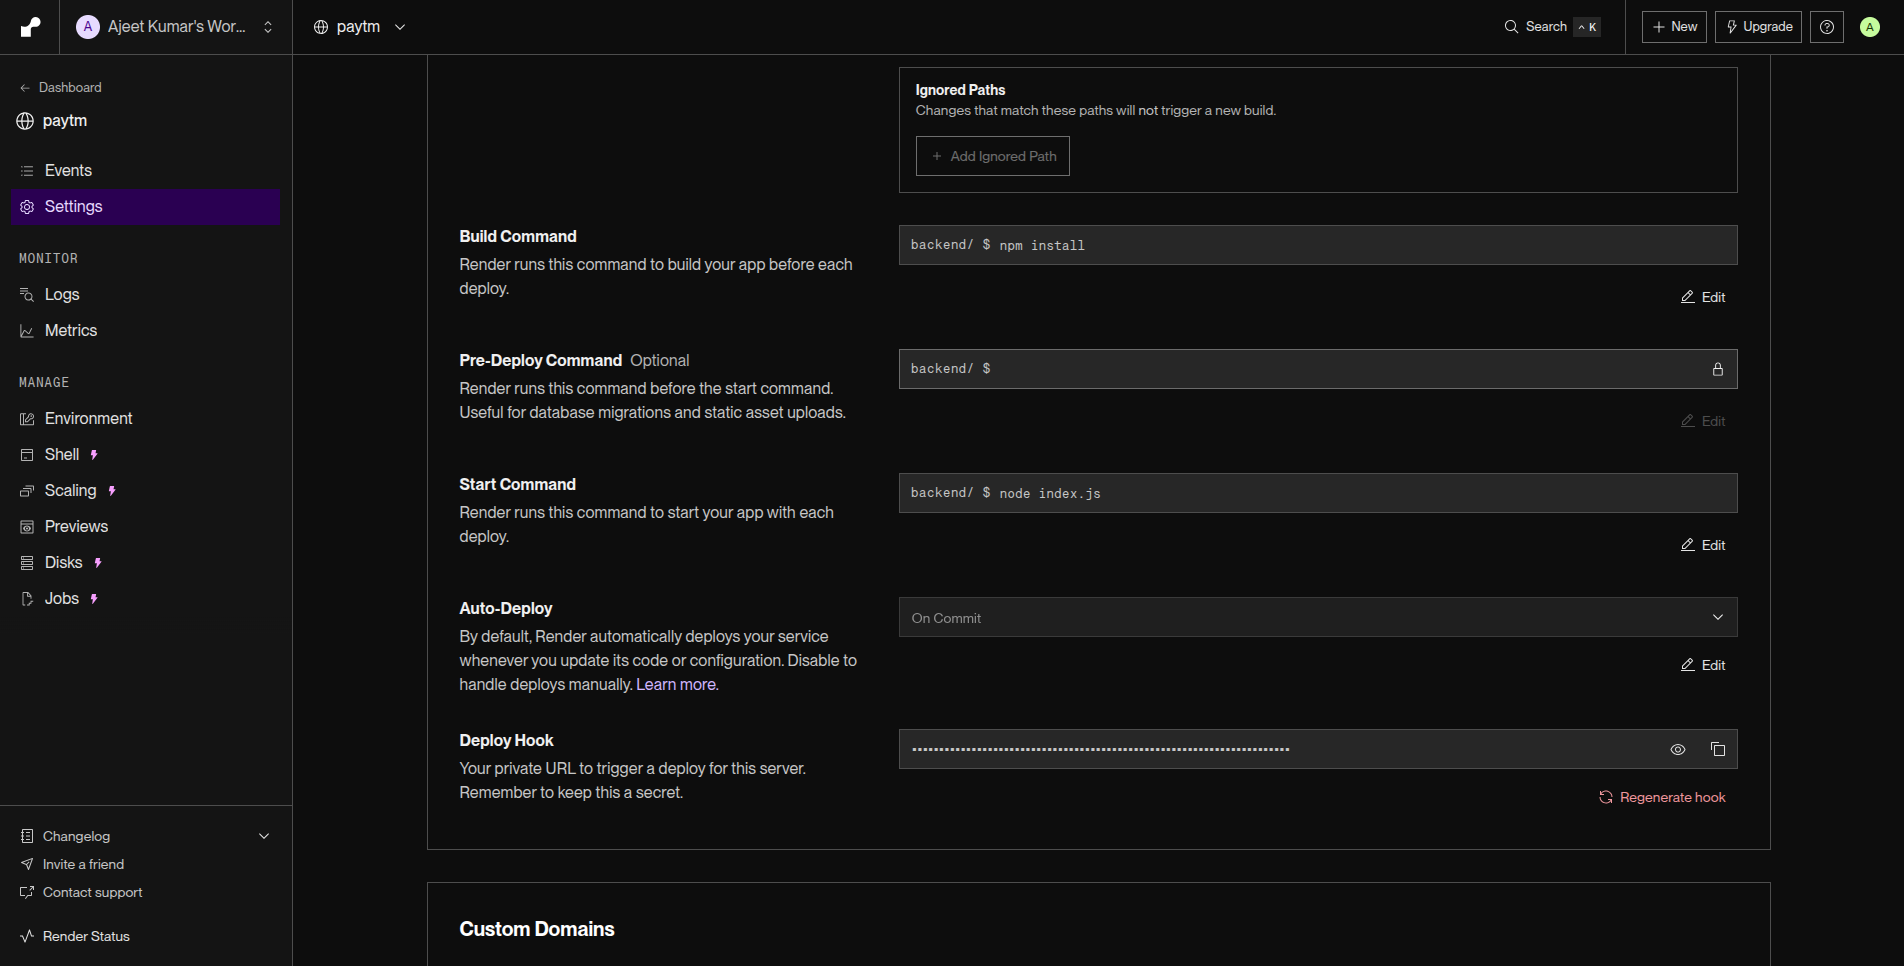 A Ajeet Kumar's Wor...
paytm
Search ^ K
+ New
Upgrade
A
← Dashboard
paytm
Events
Settings
MONITOR
Logs
Metrics
MANAGE
Environment
Shell
Scaling
Previews
Disks
Jobs
Changelog
Invite a friend
Contact support
Render Status
Ignored Paths
Changes that match these paths will not trigger a new build.
+ Add Ignored Path
Build Command
Render runs this command to build your app before each
deploy.
backend/ $ npm install
Edit
Pre-Deploy Command Optional
Render runs this command before the start command.
Useful for database migrations and static asset uploads.
backend/ $
Edit
Start Command
Render runs this command to start your app with each
deploy.
backend/ $ node index.js
Edit
Auto-Deploy
By default, Render automatically deploys your service
whenever you update its code or configuration. Disable to
handle deploys manually. Learn more.
On Commit
Edit
Deploy Hook
Your private URL to trigger a deploy for this server.
Remember to keep this a secret.
Regenerate hook
Custom Domains